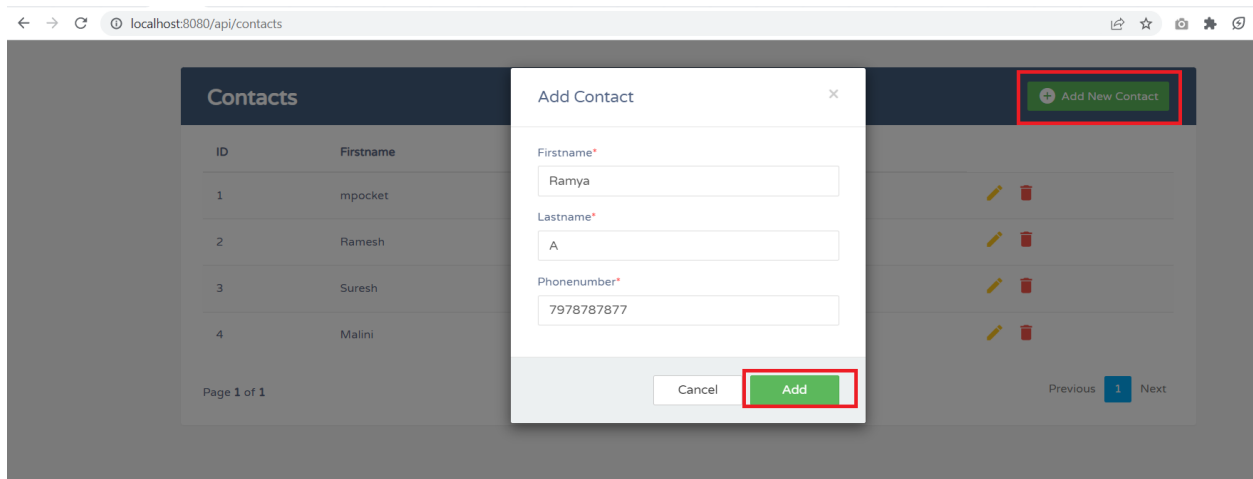 localhost:8080/api/contacts
Contacts
Add New Contact
ID Firstname
1 mpocket
2 Ramesh
3 Suresh
4 Malini
Page 1 of 1
Previous 1 Next
Add Contact
×
Firstname*
Ramya
Lastname*
A
Phonenumber*
7978787877
Cancel Add